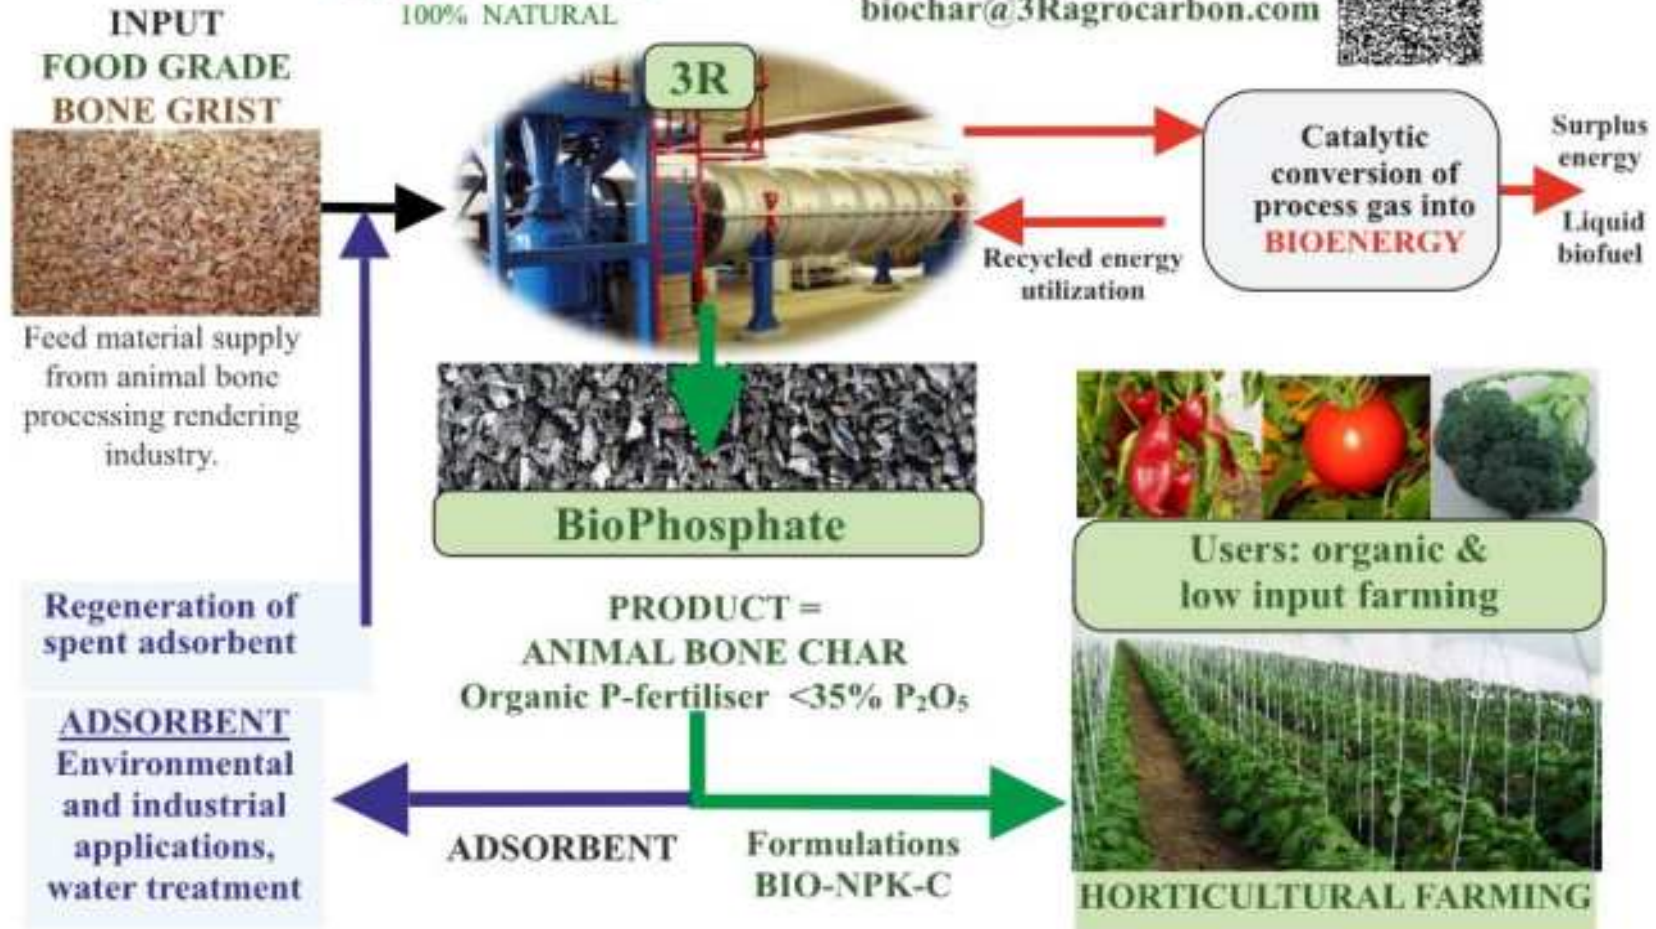 INPUT
FOOD GRADE
BONE GRIST
100% NATURAL
biochar@3Ragrocarbon.com
3R
Catalytic
conversion of
process gas into
BIOENERGY
Surplus
energy
Liquid
biofuel
Recycled energy
utilization
Feed material supply
from animal bone
processing rendering
industry.
BioPhosphate
Users: organic &
low input farming
PRODUCT =
ANIMAL BONE CHAR
Organic P-fertiliser <35% P₂O₅
Regeneration of
spent adsorbent
ADSORBENT
Environmental
and industrial
applications,
water treatment
ADSORBENT
Formulations
BIO-NPK-C
HORTICULTURAL FARMING